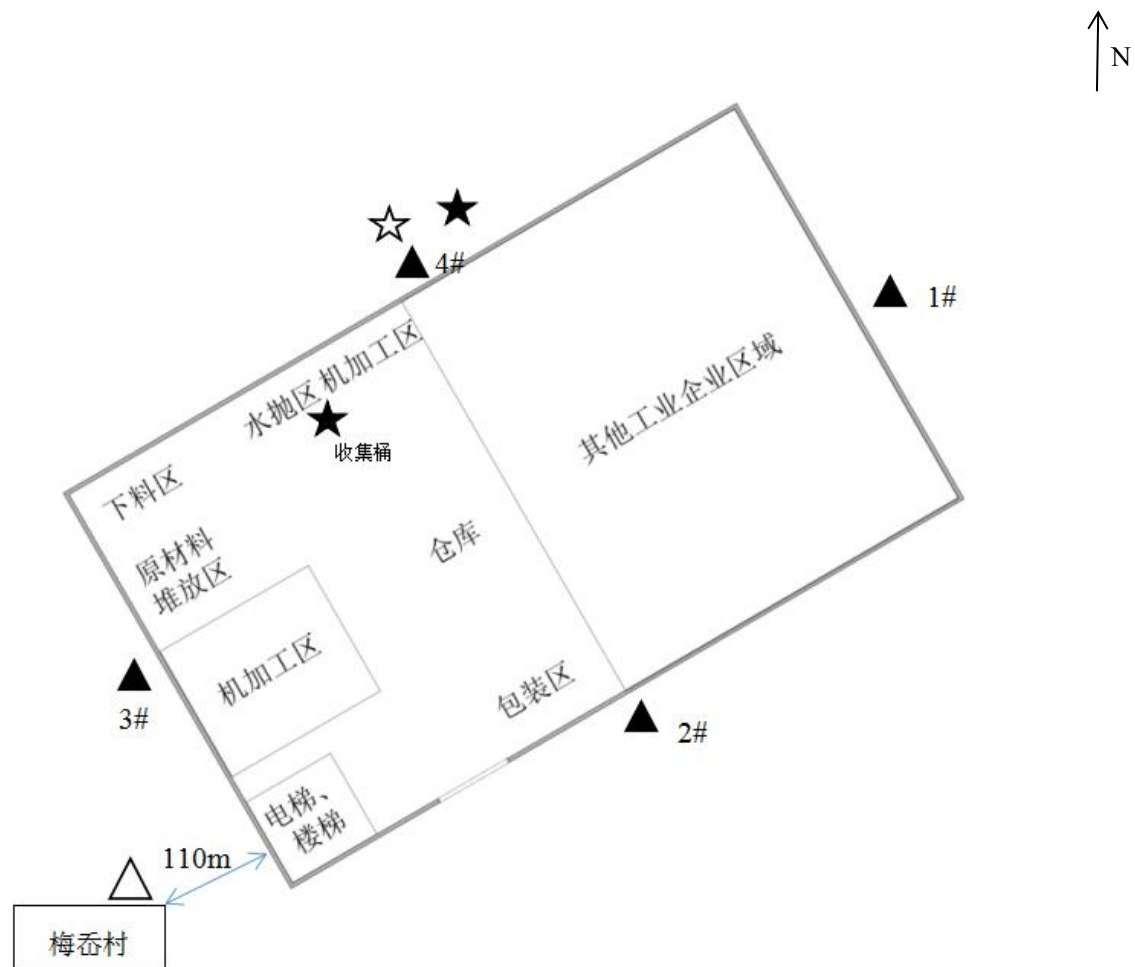 N
4#
1#
水抛区机加工区
收集桶
其他工业企业区域
下料区
原材料
堆放区
仓库
机加工区
包装区
3#
2#
电梯、
楼梯
110m
梅岙村